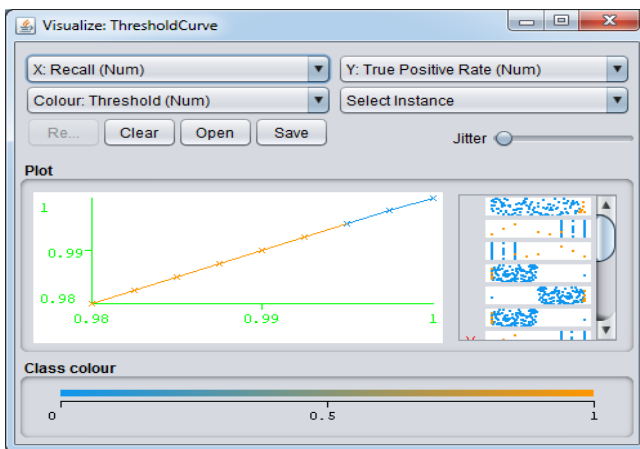 Visualize: ThresholdCurve
X: Recall (Num)
Y: True Positive Rate (Num)
Colour: Threshold (Num)
Select Instance
Re...
Clear
Open
Save
Jitter
Plot
1
0.99
0.98
0.98
0.99
1
Class colour
0
0.5
1